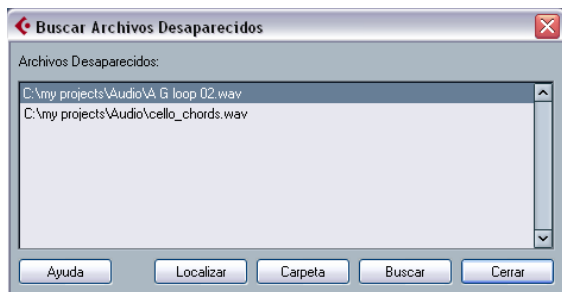 Buscar Archivos Desaparecidos
Archivos Desaparecidos:
C:\my projects\Audio\A G loop 02.wav
C:\my projects\Audio\cello_chords.wav
Ayuda Localizar Carpeta Buscar Cerrar